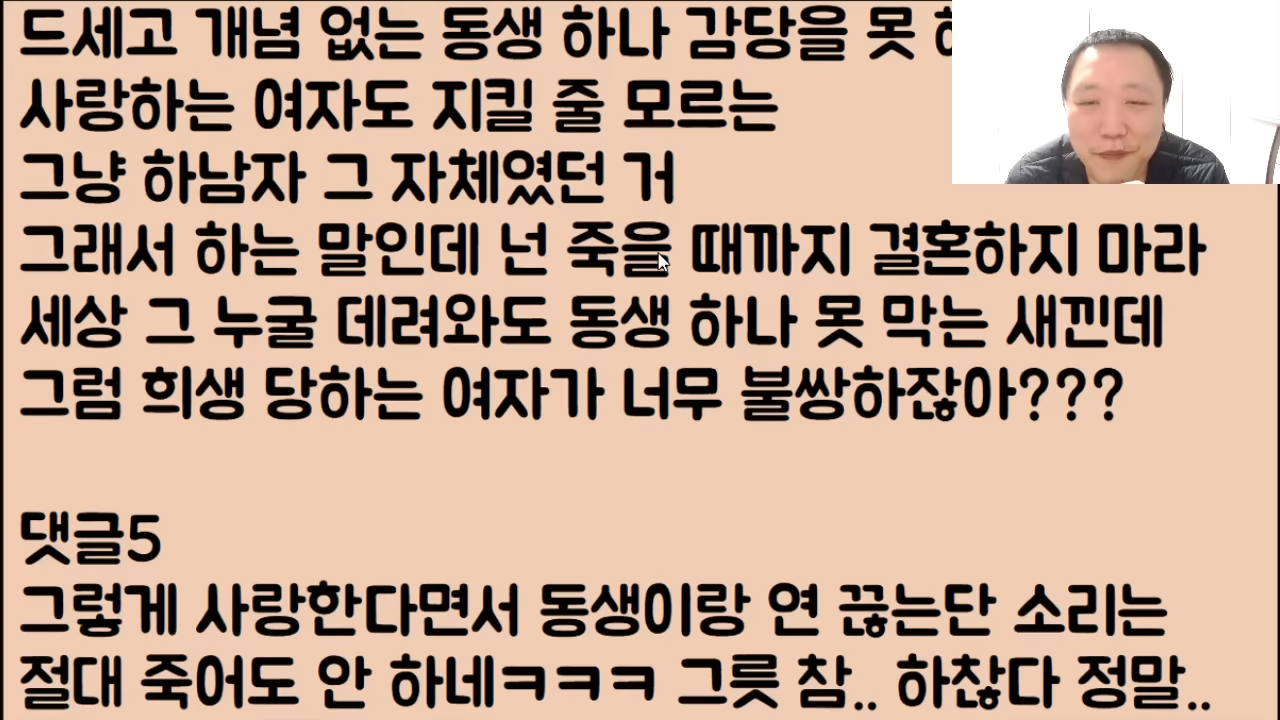 드세고 개념 없는 동생 하나 감당을 못
사랑하는 여자도 지킬 줄 모르는
그냥 하남자 그 자체였던 거
그래서 하는 말인데 넌 죽을 때까지 결혼하지 마라
세상 그 누굴 데려와도 동생 하나 못 막는 새낀데
그럼 희생 당하는 여자가 너무 불쌍하잖아???
댓글5
그렇게 사랑한다면서 동생이랑 연 끊는단 소리는
절대 죽어도 안 하네ㅋㅋㅋ 그릇 참.. 하찮다 정말..